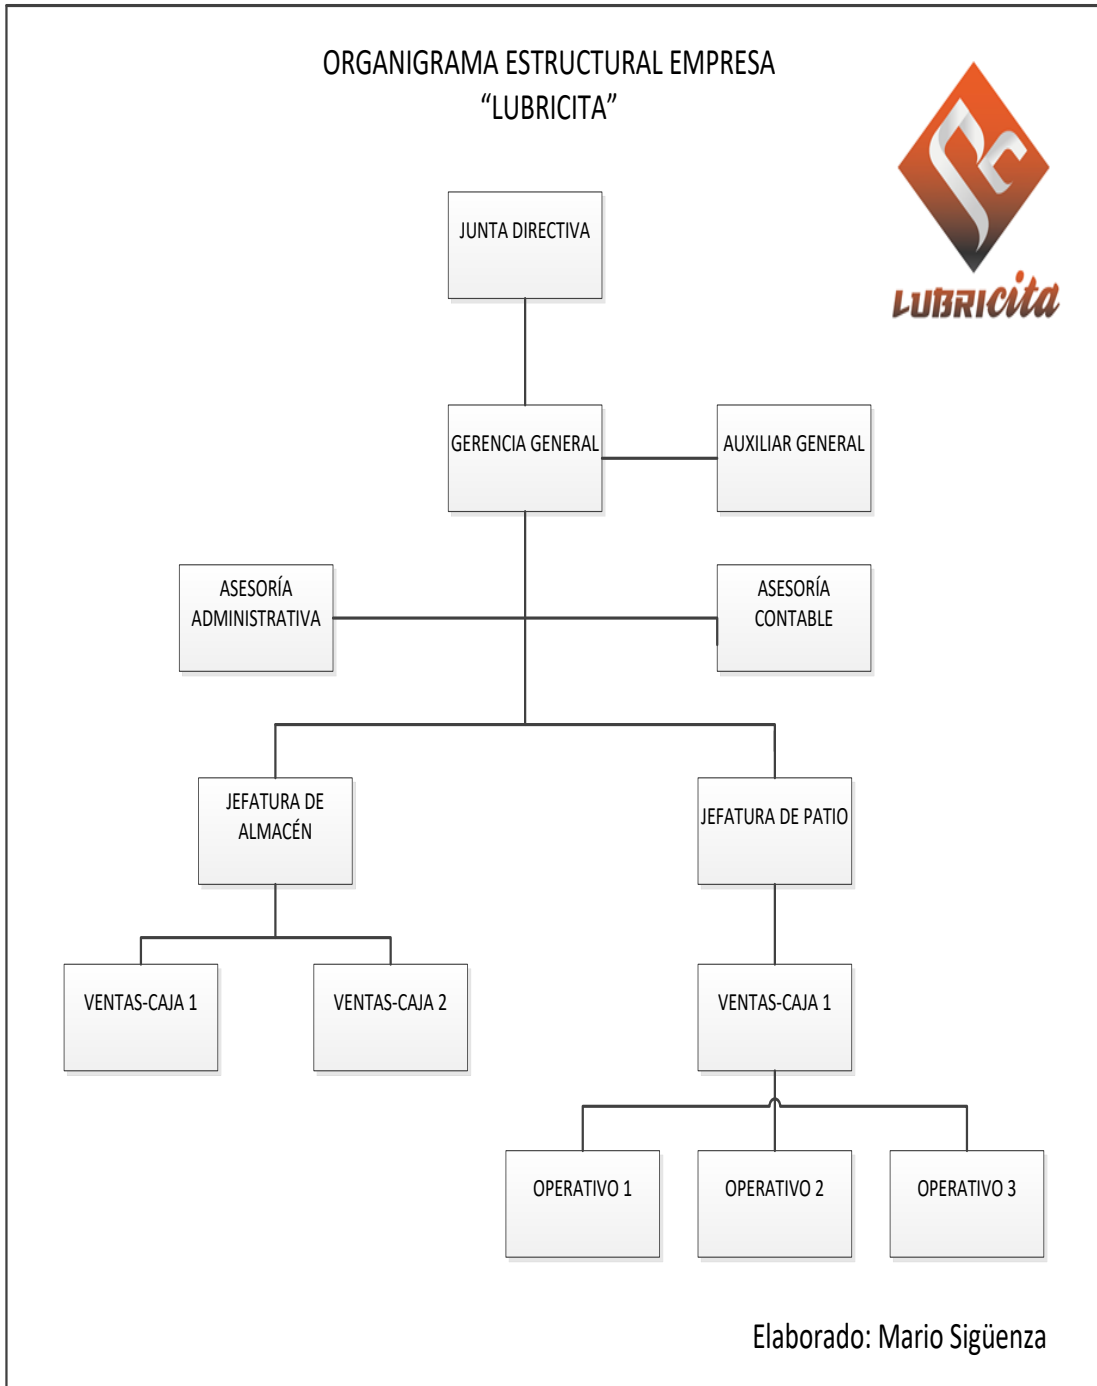 ORGANIGRAMA ESTRUCTURAL EMPRESA
“LUBRICITA”
LUBRICITA
JUNTA DIRECTIVA
GERENCIA GENERAL
AUXILIAR GENERAL
ASESORÍA
ADMINISTRATIVA
ASESORÍA
CONTABLE
JEFATURA DE
ALMACÉN
JEFATURA DE PATIO
VENTAS-CAJA 1
VENTAS-CAJA 2
VENTAS-CAJA 1
OPERATIVO 1
OPERATIVO 2
OPERATIVO 3
Elaborado: Mario Sigüenza